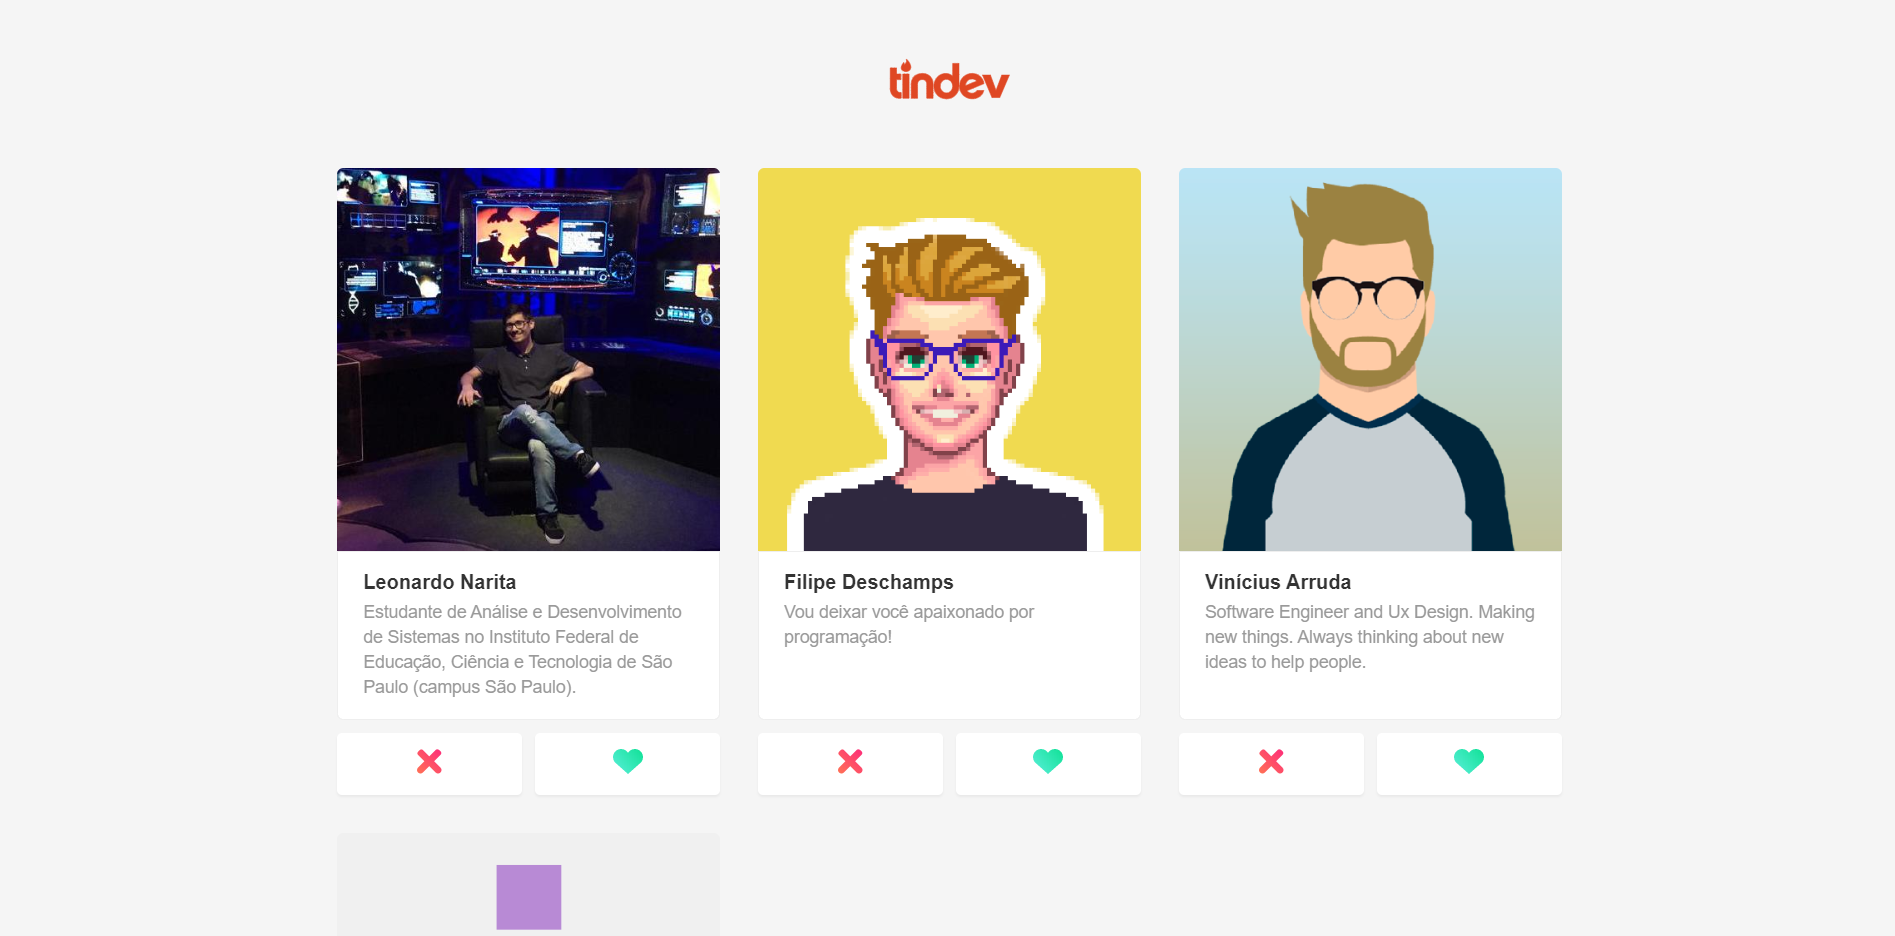 tindev
Leonardo Narita
Estudante de Análise e Desenvolvimento
de Sistemas no Instituto Federal de
Educação, Ciência e Tecnologia de São
Paulo (campus São Paulo).
Filipe Deschamps
Vou deixar você apaixonado por
programação!
Vinícius Arruda
Software Engineer and Ux Design. Making
new things. Always thinking about new
ideas to help people.